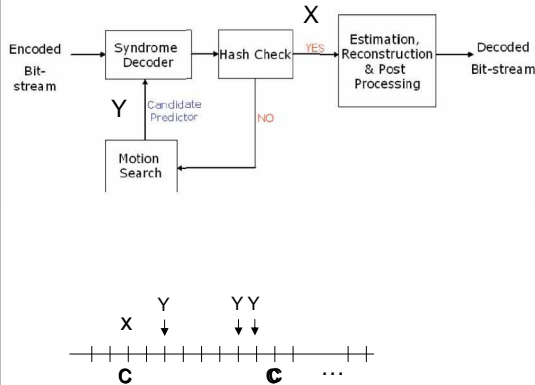 X
Encoded
Bit-
stream
Syndrome
Decoder
Hash Check
YES
Estimation,
Reconstruction
& Post
Processing
Decoded
Bit-stream
Y
Candidate
Predictor
NO
Motion
Search
Y
Y Y
X
C
C
...